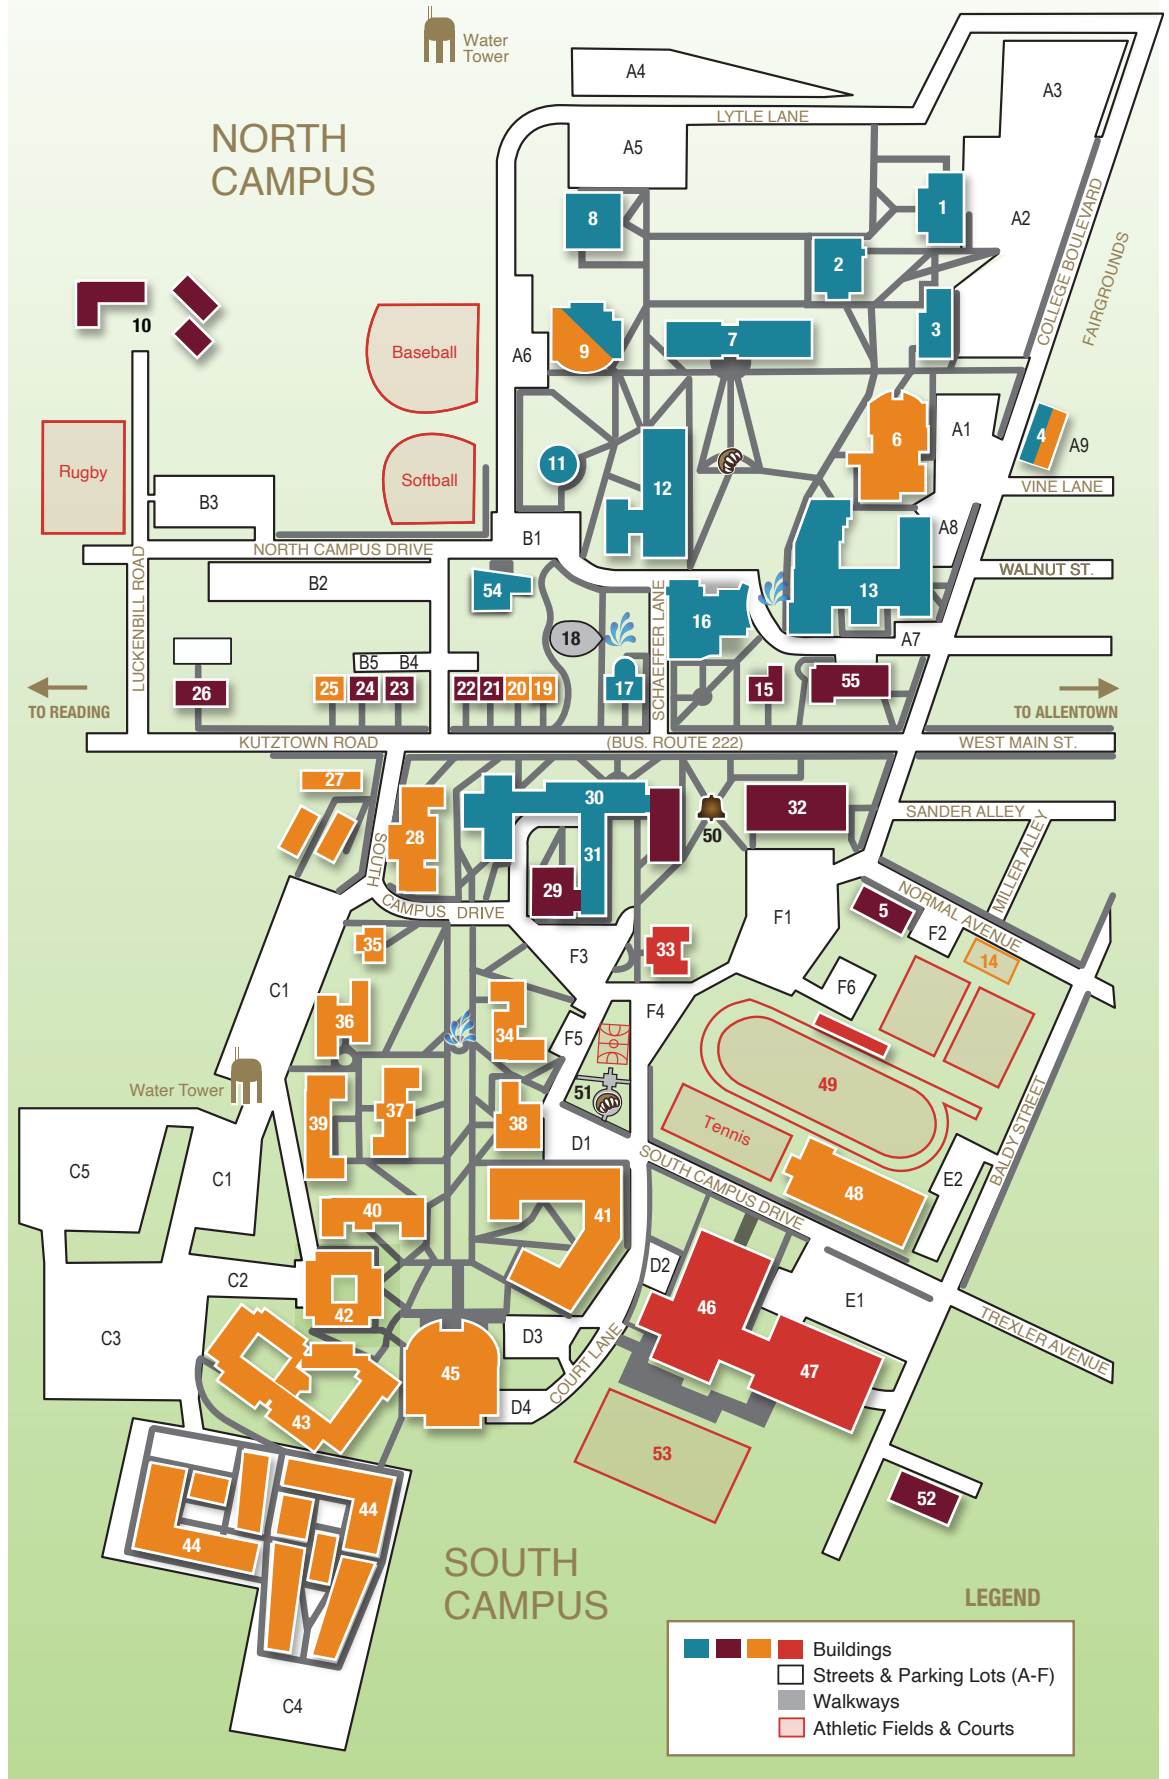 Water
Tower
A4
A3
LYTLE LANE
NORTH
CAMPUS
A5
1
8
A2
COLLEGE BOULEVARD
FAIRGROUNDS
2
10
3
7
Baseball
9
A6
A1
4
A9
6
11
Rugby
Softball
12
VINE LANE
B3
A8
B1
NORTH CAMPUS DRIVE
WALNUT ST.
B2
54
13
LUCKENBILL ROAD
SCHAEFFER LANE
16
18
A7
B5
B4
26
25
24
23
22
21
20
19
17
15
55
TO READING
TO ALLENTOWN
KUTZTOWN ROAD
(BUS. ROUTE 222)
WEST MAIN ST.
27
30
32
SANDER ALLEY
28
50
31
MILLER ALLEY
SOUTH
CAMPUS DRIVE
29
5
NORMAL AVENUE
F1
F2
35
33
F3
14
C1
F6
36
F4
34
F5
49
Water Tower
51
37
39
38
Tennis
BALDY STREET
D1
SOUTH CAMPUS DRIVE
C5
C1
E2
48
40
41
D2
C2
E1
42
46
TREXLER AVENUE
C3
D3
COURT LANE
45
47
D4
43
53
52
44
44
SOUTH
CAMPUS
C4
LEGEND
Buildings
Streets & Parking Lots (A-F)
Walkways
Athletic Fields & Courts